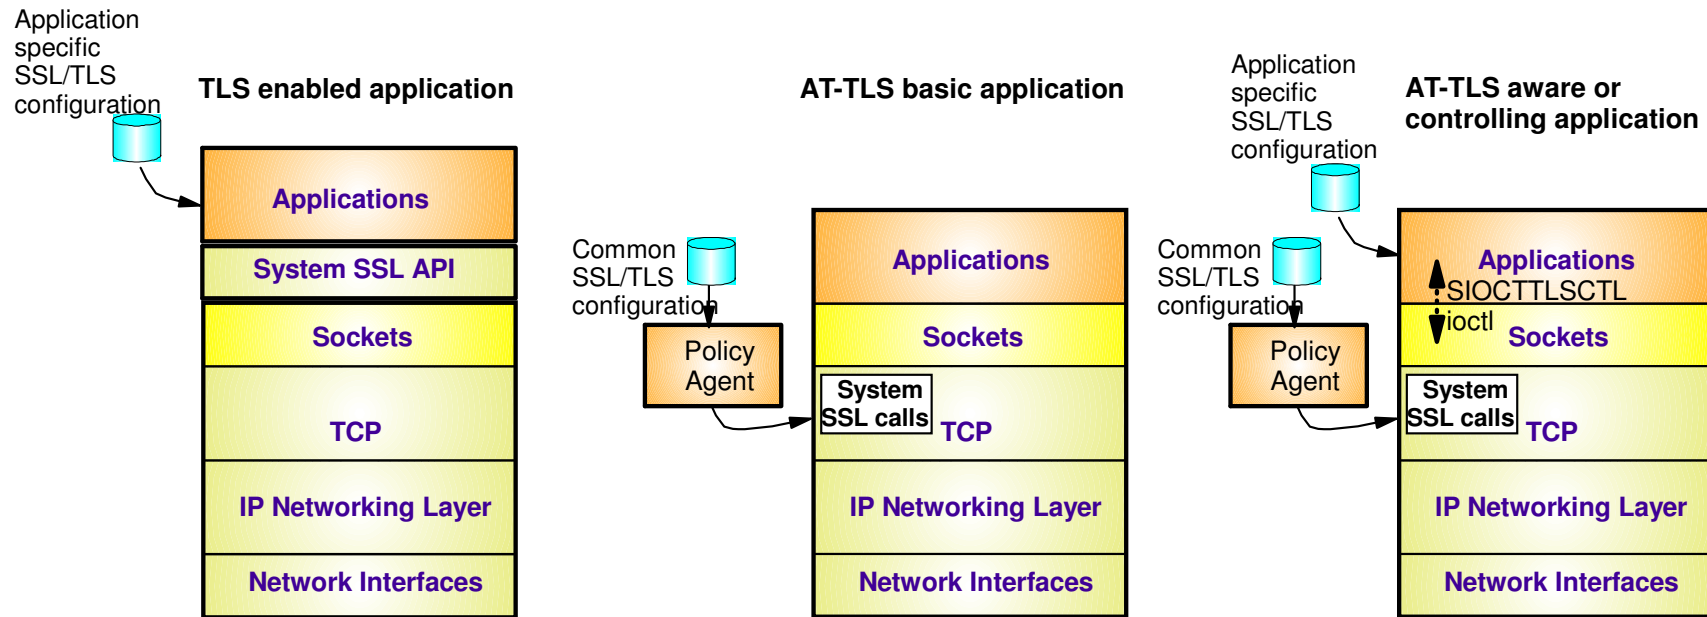 Application
specific
SSL/TLS
configuration
TLS enabled application
Applications
System SSL API
Sockets
TCP
IP Networking Layer
Network Interfaces
AT-TLS basic application
Common
SSL/TLS
configuration
Policy
Agent
Applications
Sockets
System
SSL calls
TCP
IP Networking Layer
Network Interfaces
Application
specific
SSL/TLS
configuration
AT-TLS aware or
controlling application
Common
SSL/TLS
configuration
Policy
Agent
Applications
SIOCTTLSCTL
ioctl
Sockets
System
SSL calls
TCP
IP Networking Layer
Network Interfaces